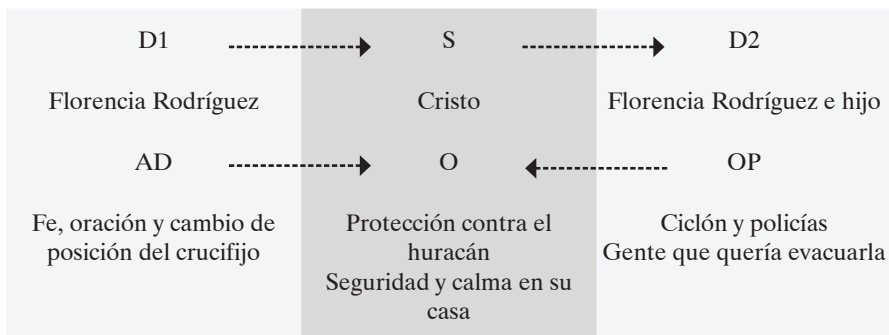 D1 S D2
Florencia Rodríguez Cristo Florencia Rodríguez e hijo
AD O OP
Fe, oración y cambio de
posición del crucifijo
Protección contra el
huracán
Seguridad y calma en su
casa
Ciclón y policías
Gente que quería evacuarla